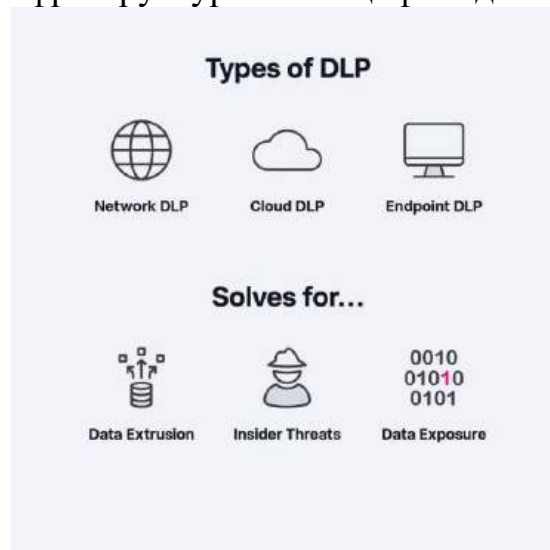 Types of DLP
Network DLP Cloud DLP Endpoint DLP
Solves for...
0010
01010
0101
Data Extrusion Insider Threats Data Exposure